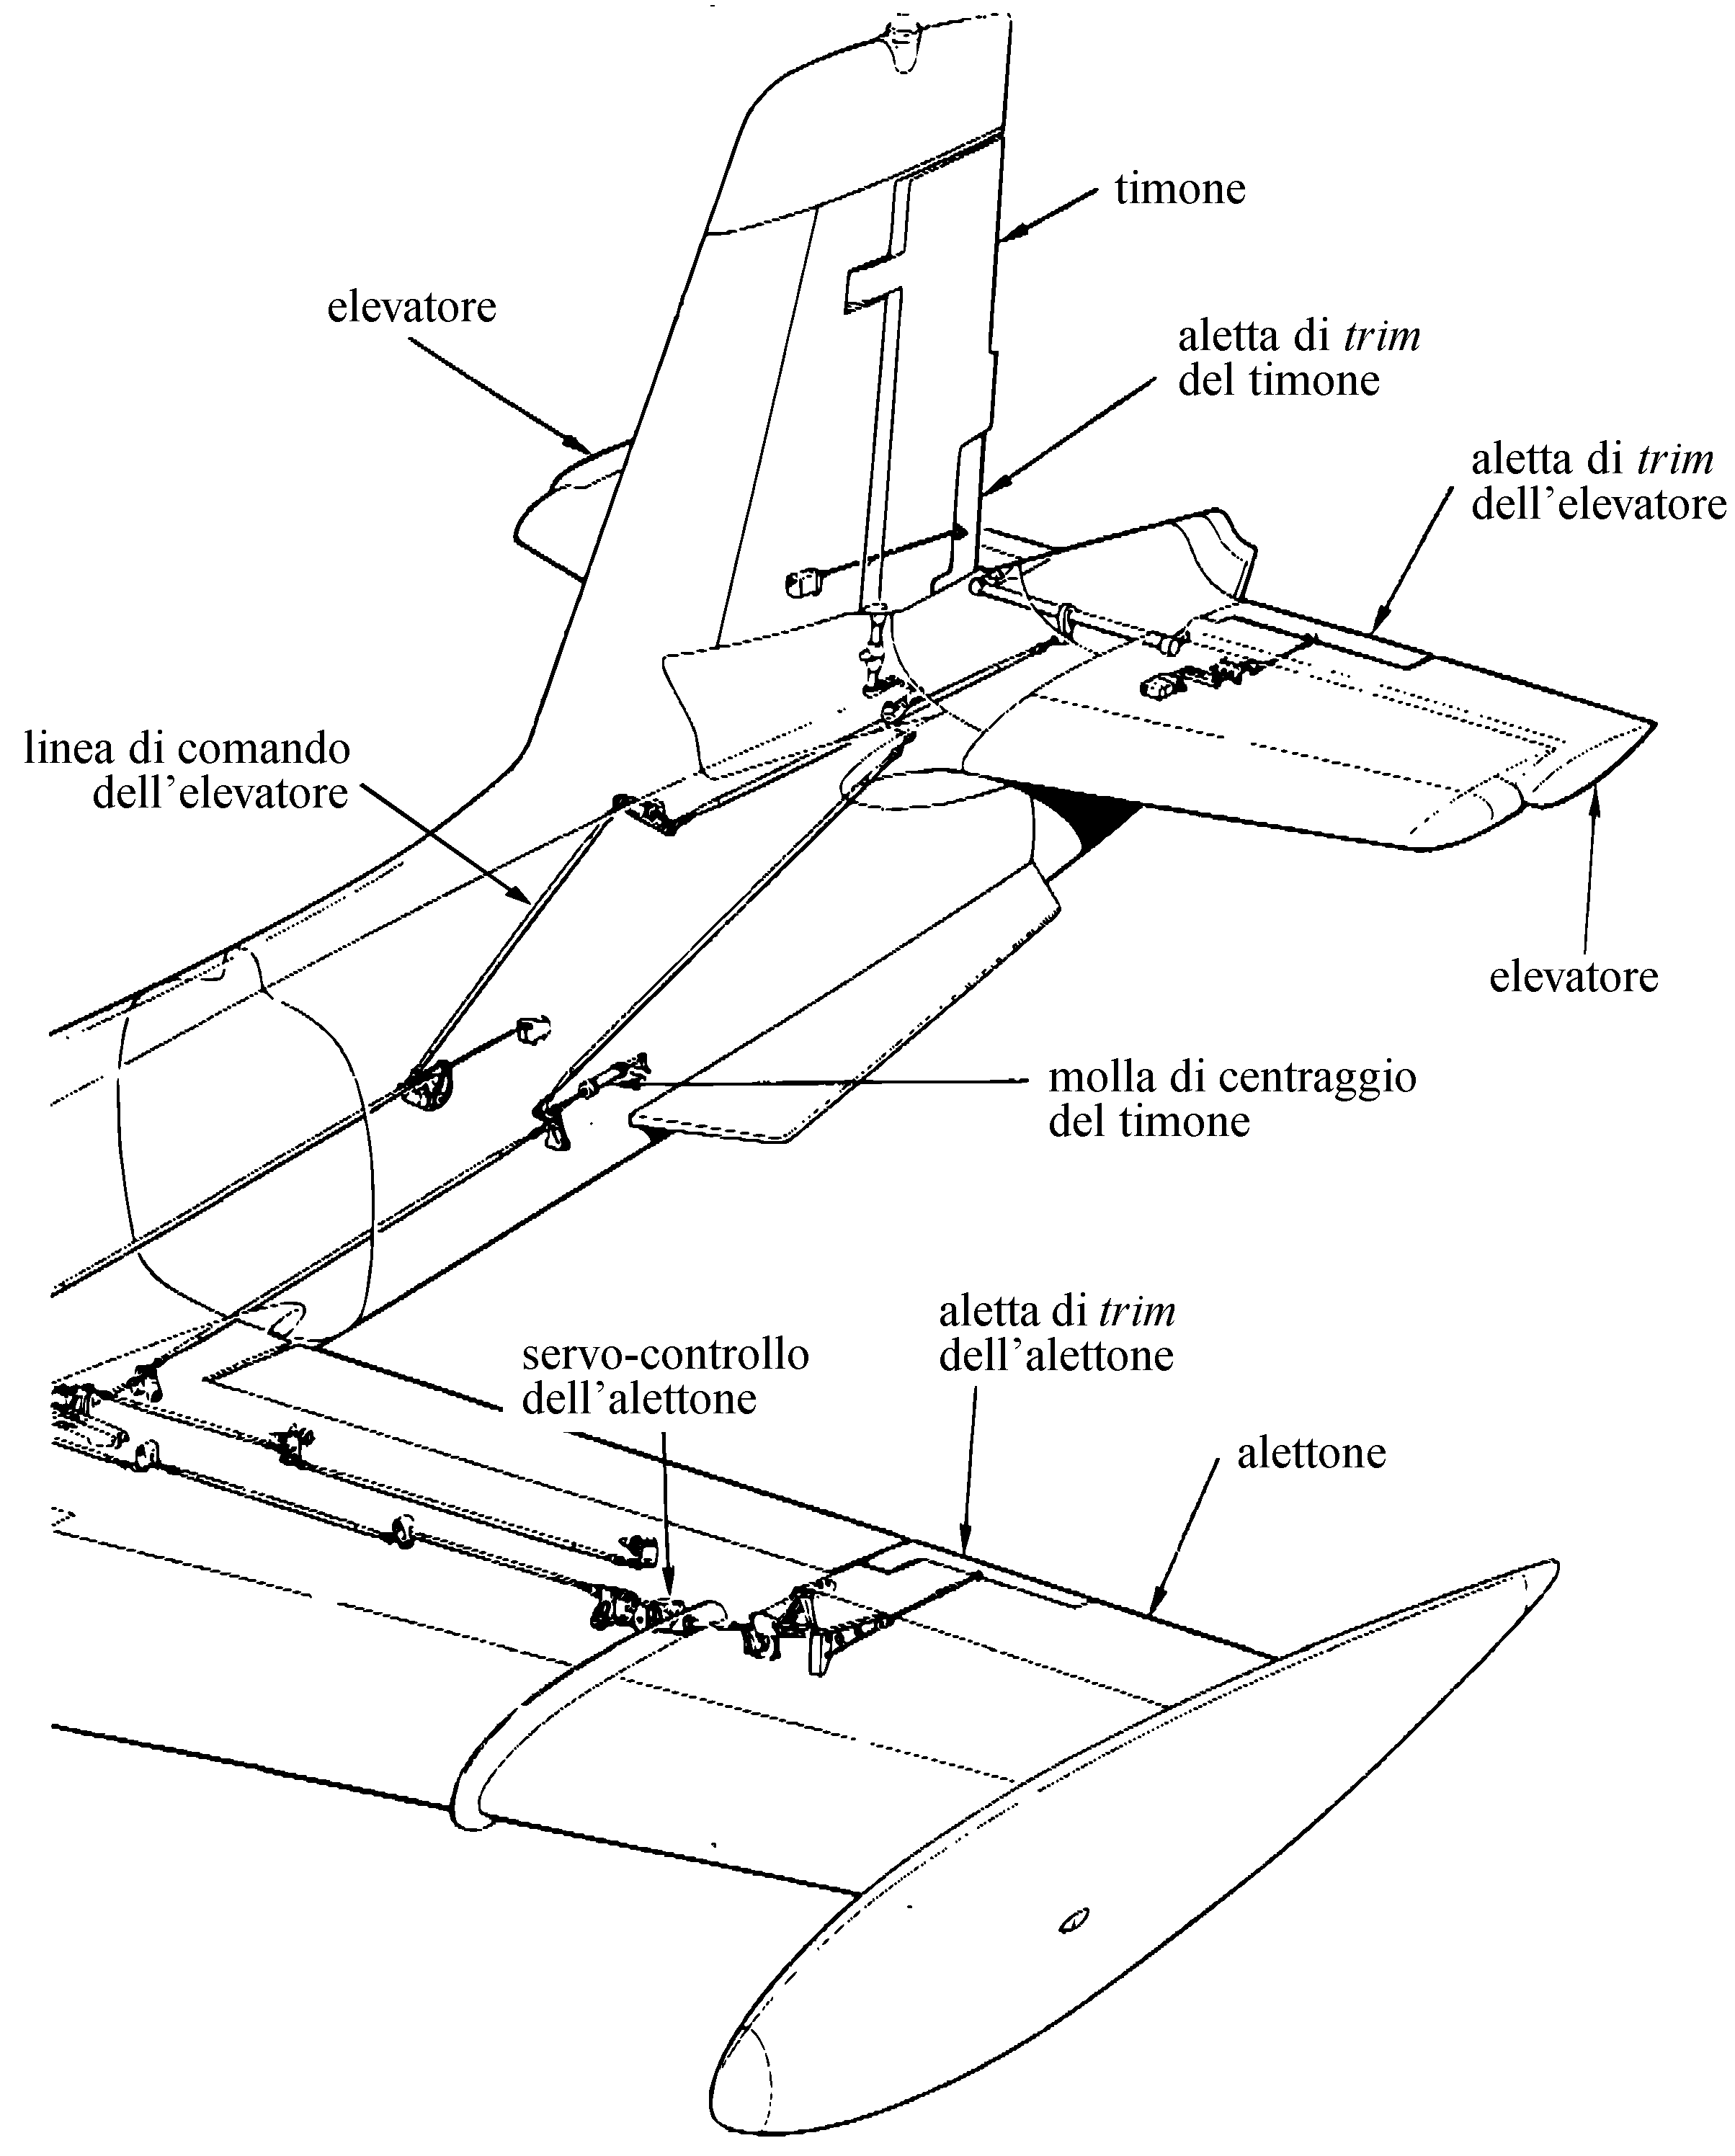 timone
elevatore
aletta di trim
del timone
aletta di trim
dell’elevatore
linea di comando
dell’elevatore
elevatore
molla di centraggio
del timone
aletta di trim
dell’alettone
servo-controllo
dell’alettone
alettone